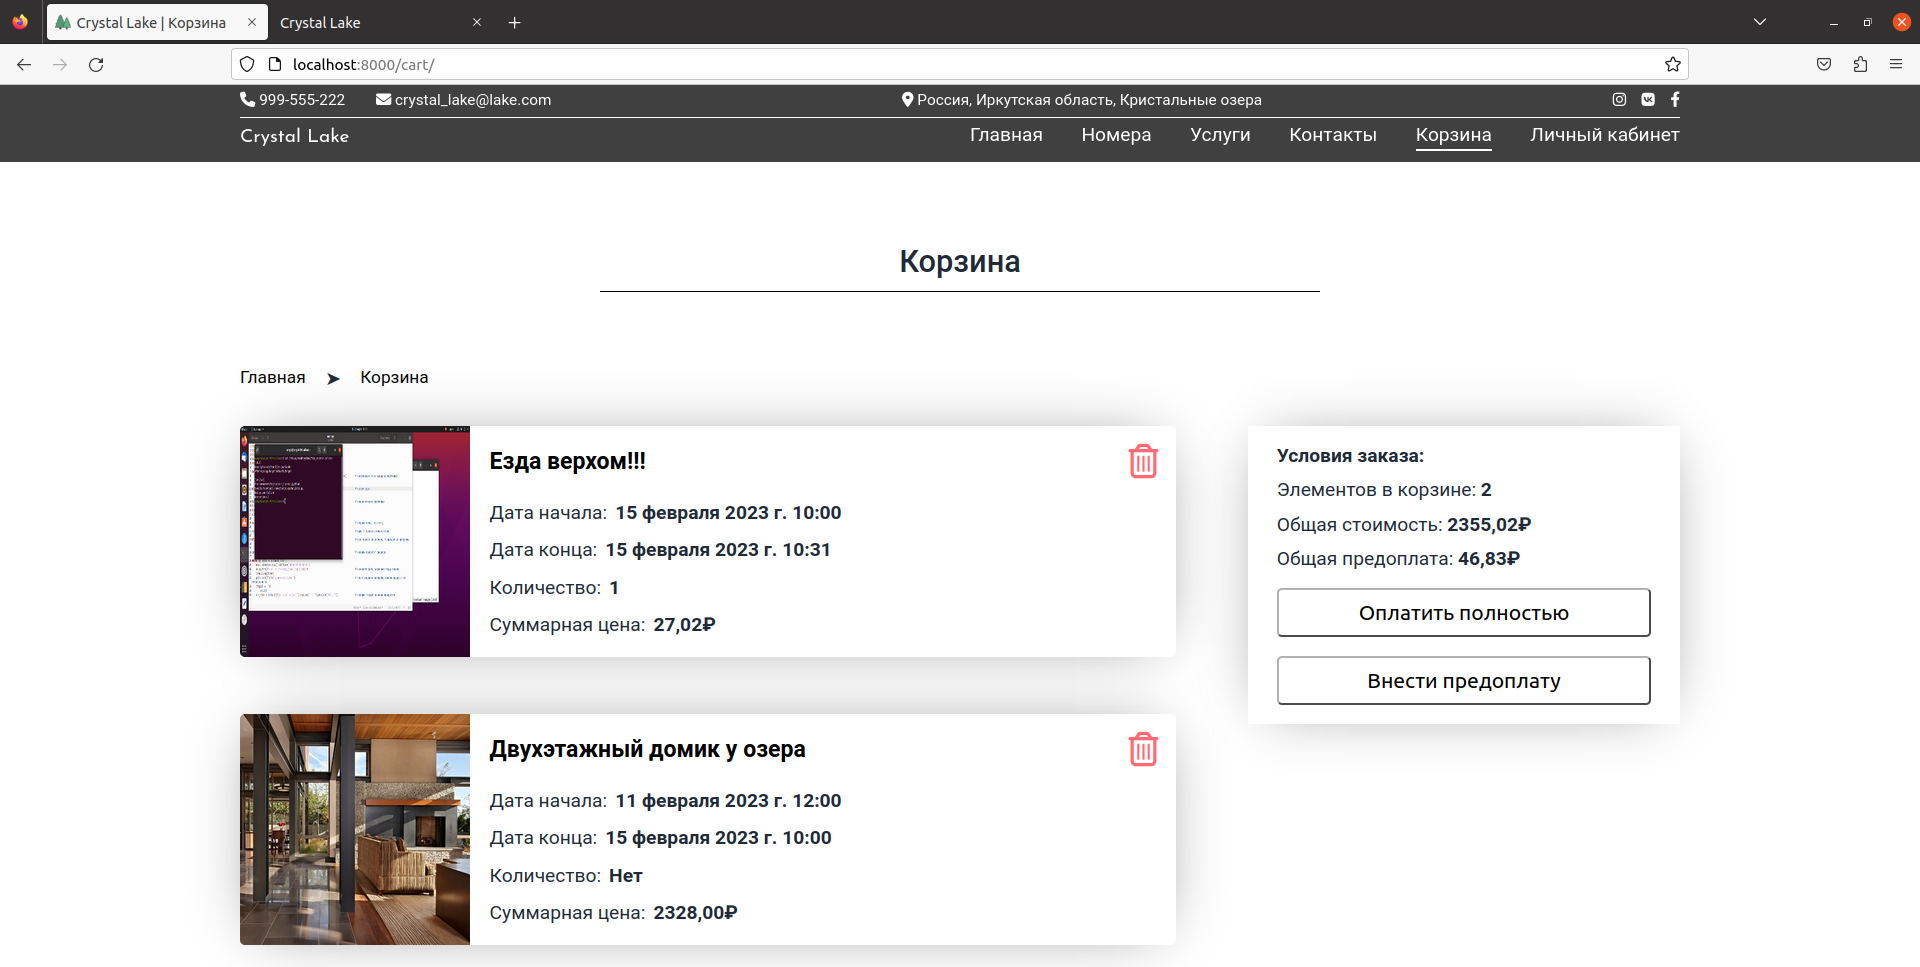 Crystal Lake | Корзина
Crystal Lake
localhost:8000/cart/
999-555-222
crystal_lake@lake.com
Россия, Иркутская область, Кристальные озера
Crystal Lake
Главная
Номера
Услуги
Контакты
Корзина
Личный кабинет
Корзина
Главная ➤ Корзина
Езда верхом!!!
Дата начала: 15 февраля 2023 г. 10:00
Дата конца: 15 февраля 2023 г. 10:31
Количество: 1
Суммарная цена: 27,02₽
Двухэтажный домик у озера
Дата начала: 11 февраля 2023 г. 12:00
Дата конца: 15 февраля 2023 г. 10:00
Количество: Нет
Суммарная цена: 2328,00₽
Условия заказа:
Элементов в корзине: 2
Общая стоимость: 2355,02₽
Общая предоплата: 46,83₽
Оплатить полностью
Внести предоплату